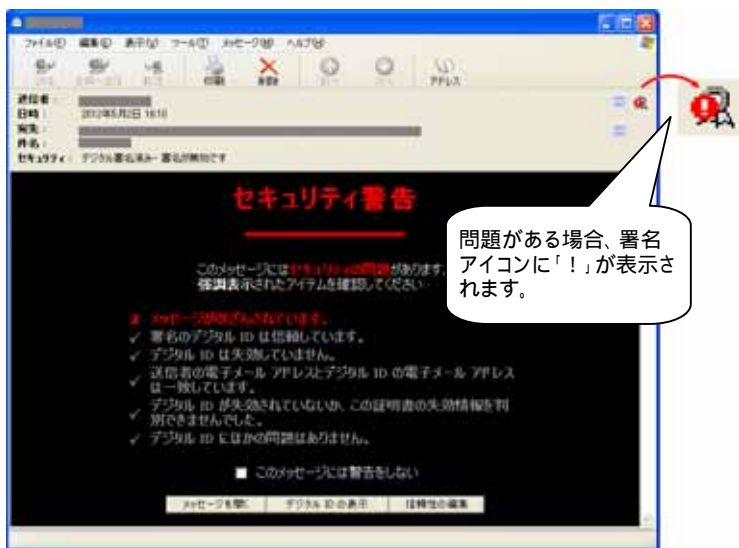 ファイル(F) 編集(E) 表示(V) ツール(T) メッセージ(M) ヘルプ(H)
印刷 削除 アドレス
送信者:
日時: 2012年5月2日 16:10
宛先:
件名:
セキュリティ: デジタル署名済み - 署名が無効です
セキュリティ警告
このメッセージにはセキュリティの問題があります。
強調表示されたアイテムを確認してください
メッセージが改ざんされています。
署名のデジタル ID は信頼しています。
デジタル ID は失効していません。
送信者の電子メール アドレスとデジタル ID の電子メール アドレス
は一致しています。
デジタル ID が失効されていないか、この証明書の失効情報を判
別できませんでした。
デジタル ID にほかの問題はありません。
このメッセージには警告をしない
メッセージを開く デジタル ID の表示 信頼性の編集
問題がある場合、署名
アイコンに「！」が表示さ
れます。